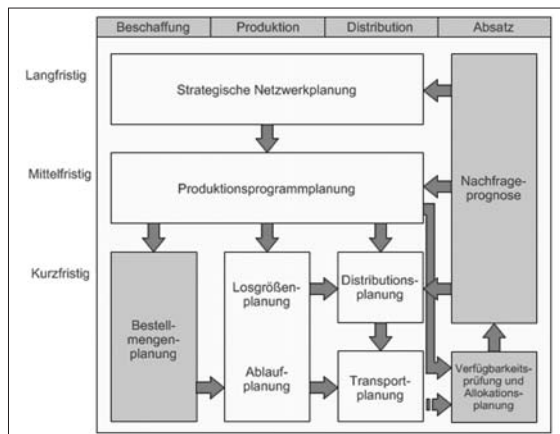 Beschaffung Produktion Distribution Absatz
Langfristig
Strategische Netzwerkplanung
Mittelfristig
Produktionsprogrammplanung
Nachfrage-
prognose
Kurzfristig
Bestell-
mengen-
planung
Losgrößen-
planung
Ablauf-
planung
Distributions-
planung
Transport-
planung
Verfügbarkeits-
prüfung und
Allokations-
planung